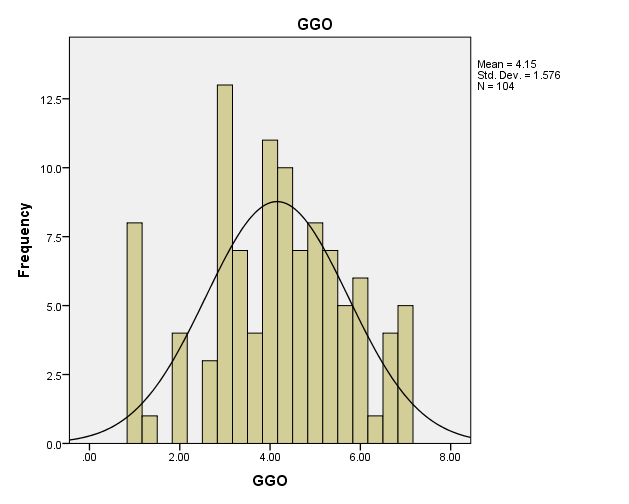 GGO
Mean = 4.15
Std. Dev. = 1.576
N = 104
Frequency
12.5
10.0
7.5
5.0
2.5
0.0
.00 2.00 4.00 6.00 8.00
GGO